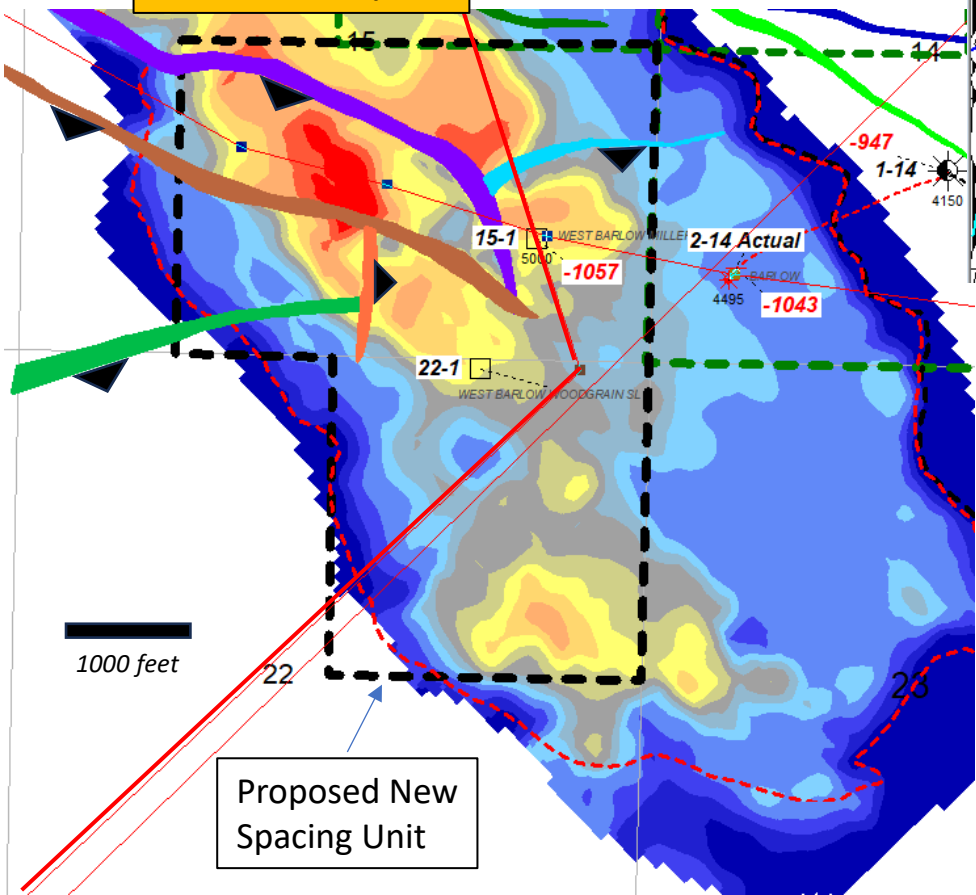 15
14
-947
1-14
4150
15-1
WEST BARLOW MILLE
5000
-1057
2-14 Actual
BARLOW
4495
-1043
22-1
WEST BARLOW WOODGRAIN SL
1000 feet
22
23
Proposed New
Spacing Unit